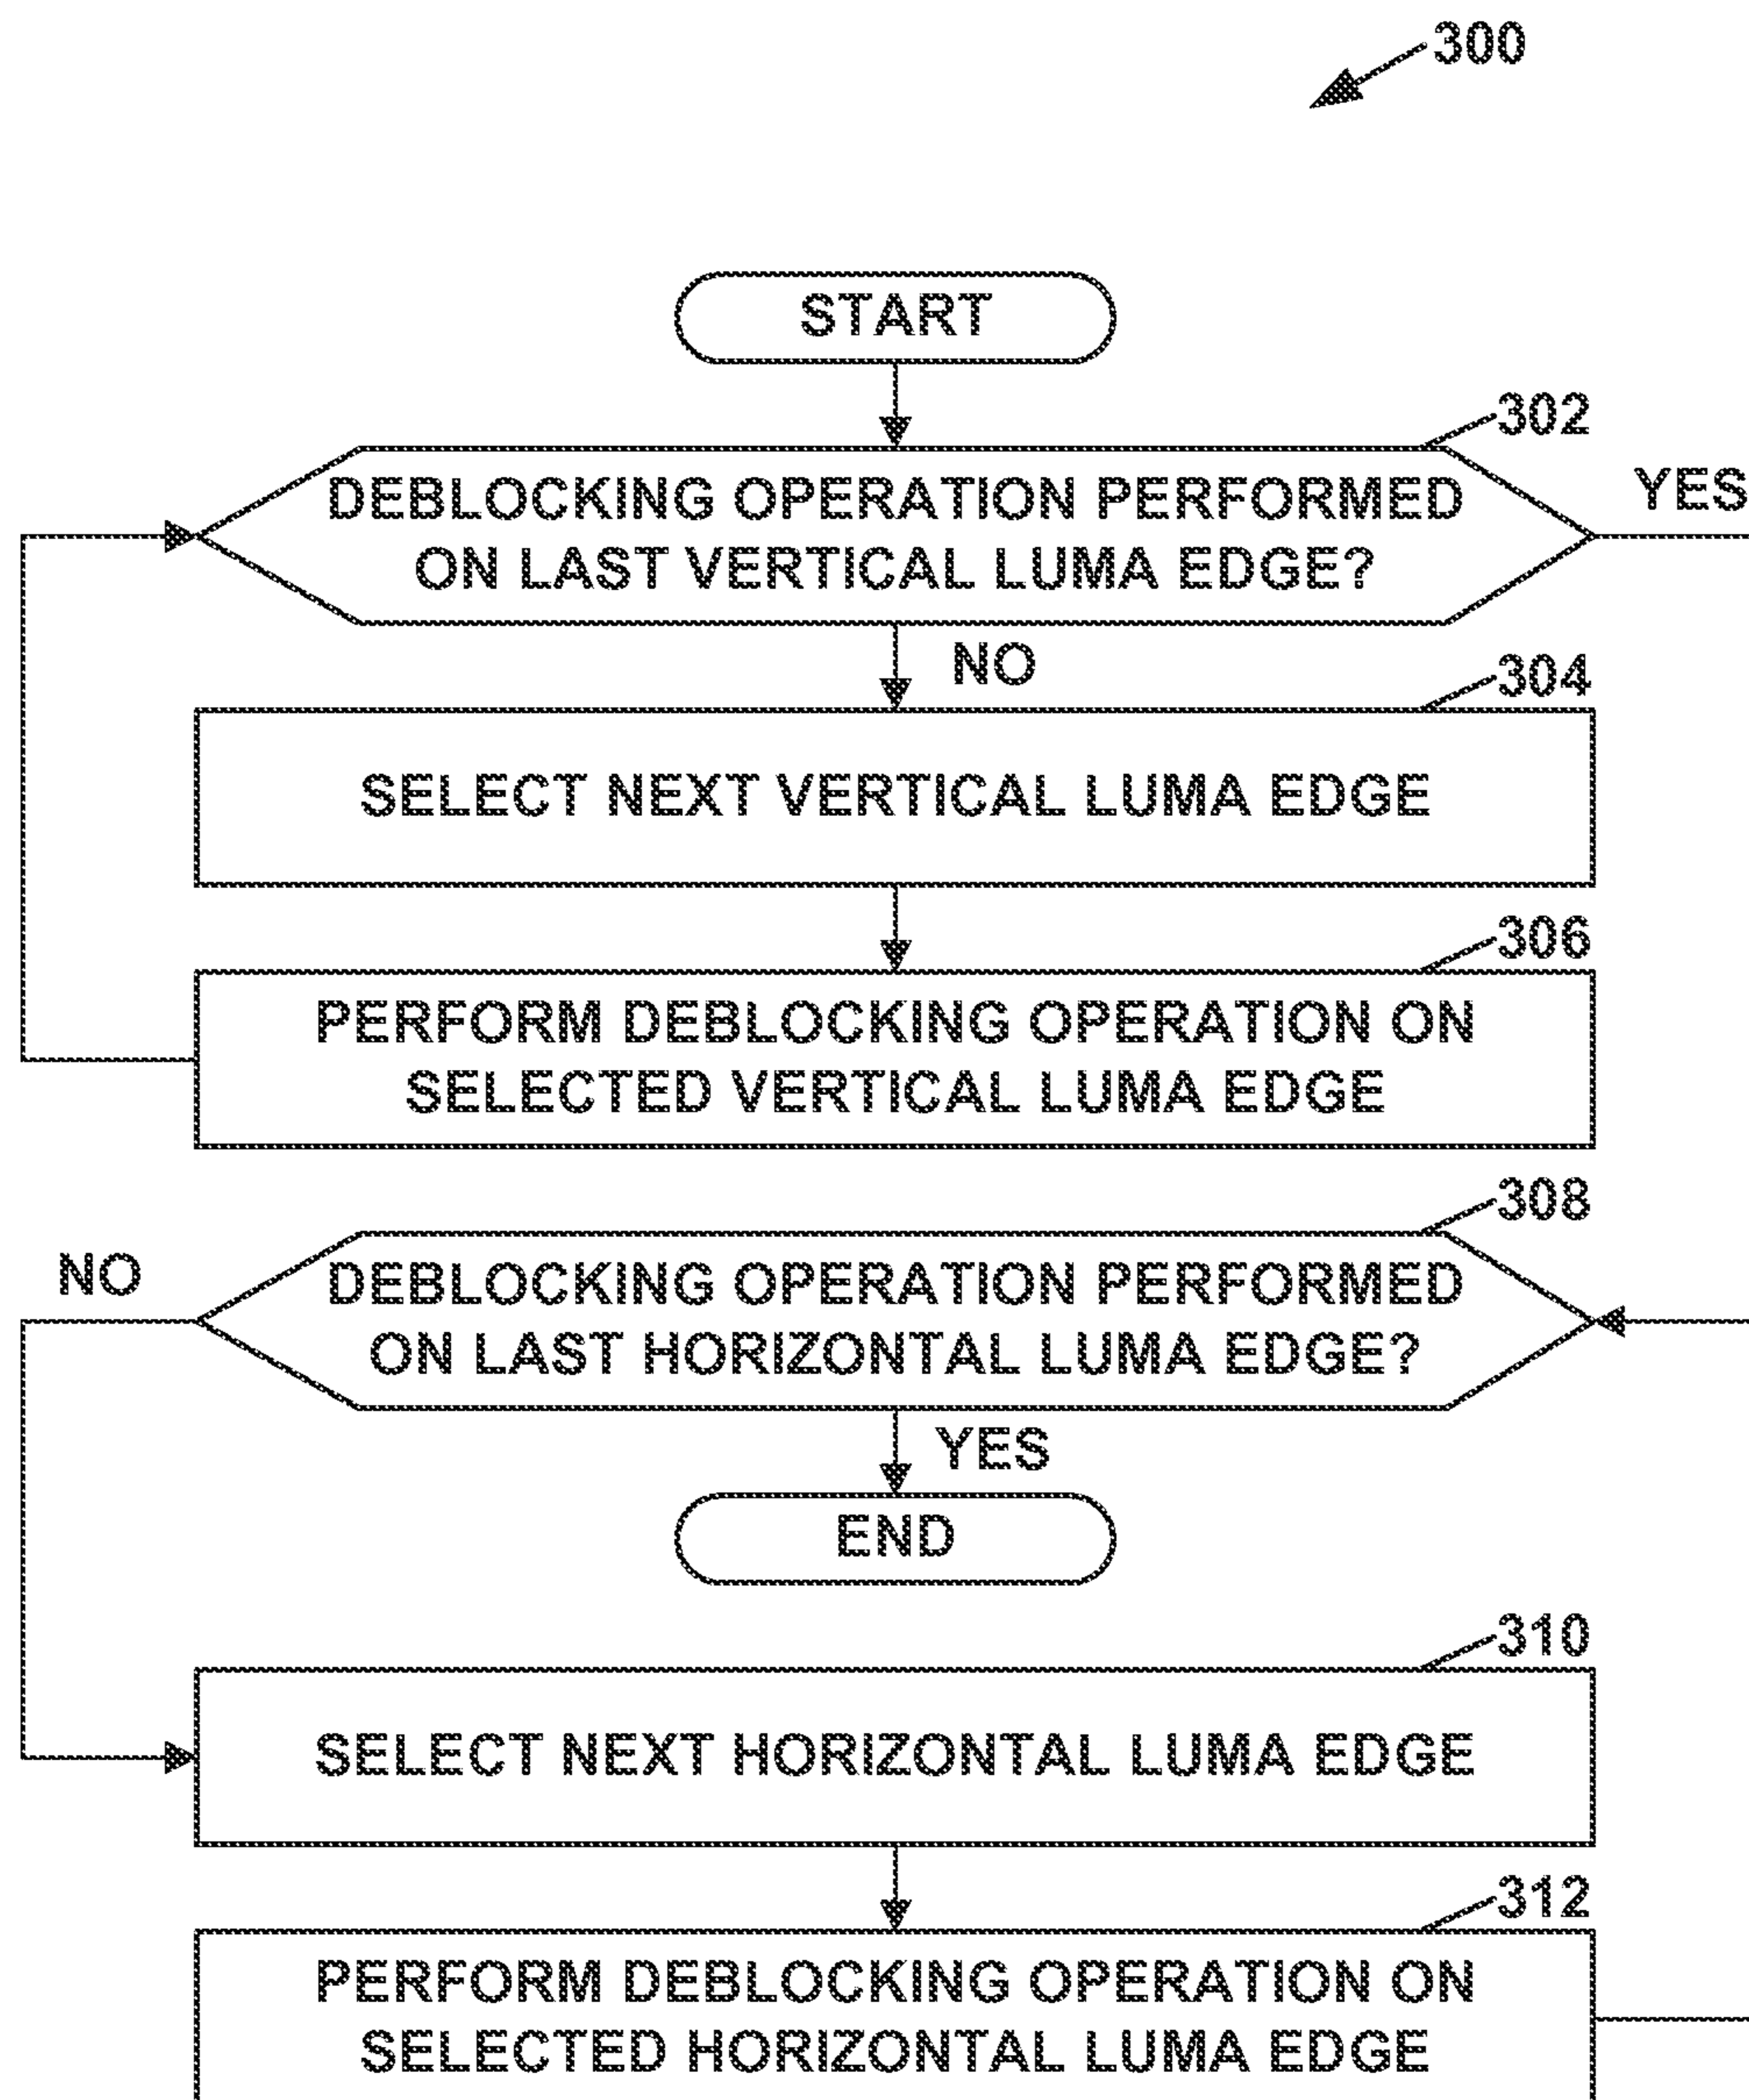 300
START
302
DEBLOCKING OPERATION PERFORMED
ON LAST VERTICAL LUMA EDGE?
YES
NO
304
SELECT NEXT VERTICAL LUMA EDGE
306
PERFORM DEBLOCKING OPERATION ON
SELECTED VERTICAL LUMA EDGE
308
NO
DEBLOCKING OPERATION PERFORMED
ON LAST HORIZONTAL LUMA EDGE?
YES
END
310
SELECT NEXT HORIZONTAL LUMA EDGE
312
PERFORM DEBLOCKING OPERATION ON
SELECTED HORIZONTAL LUMA EDGE